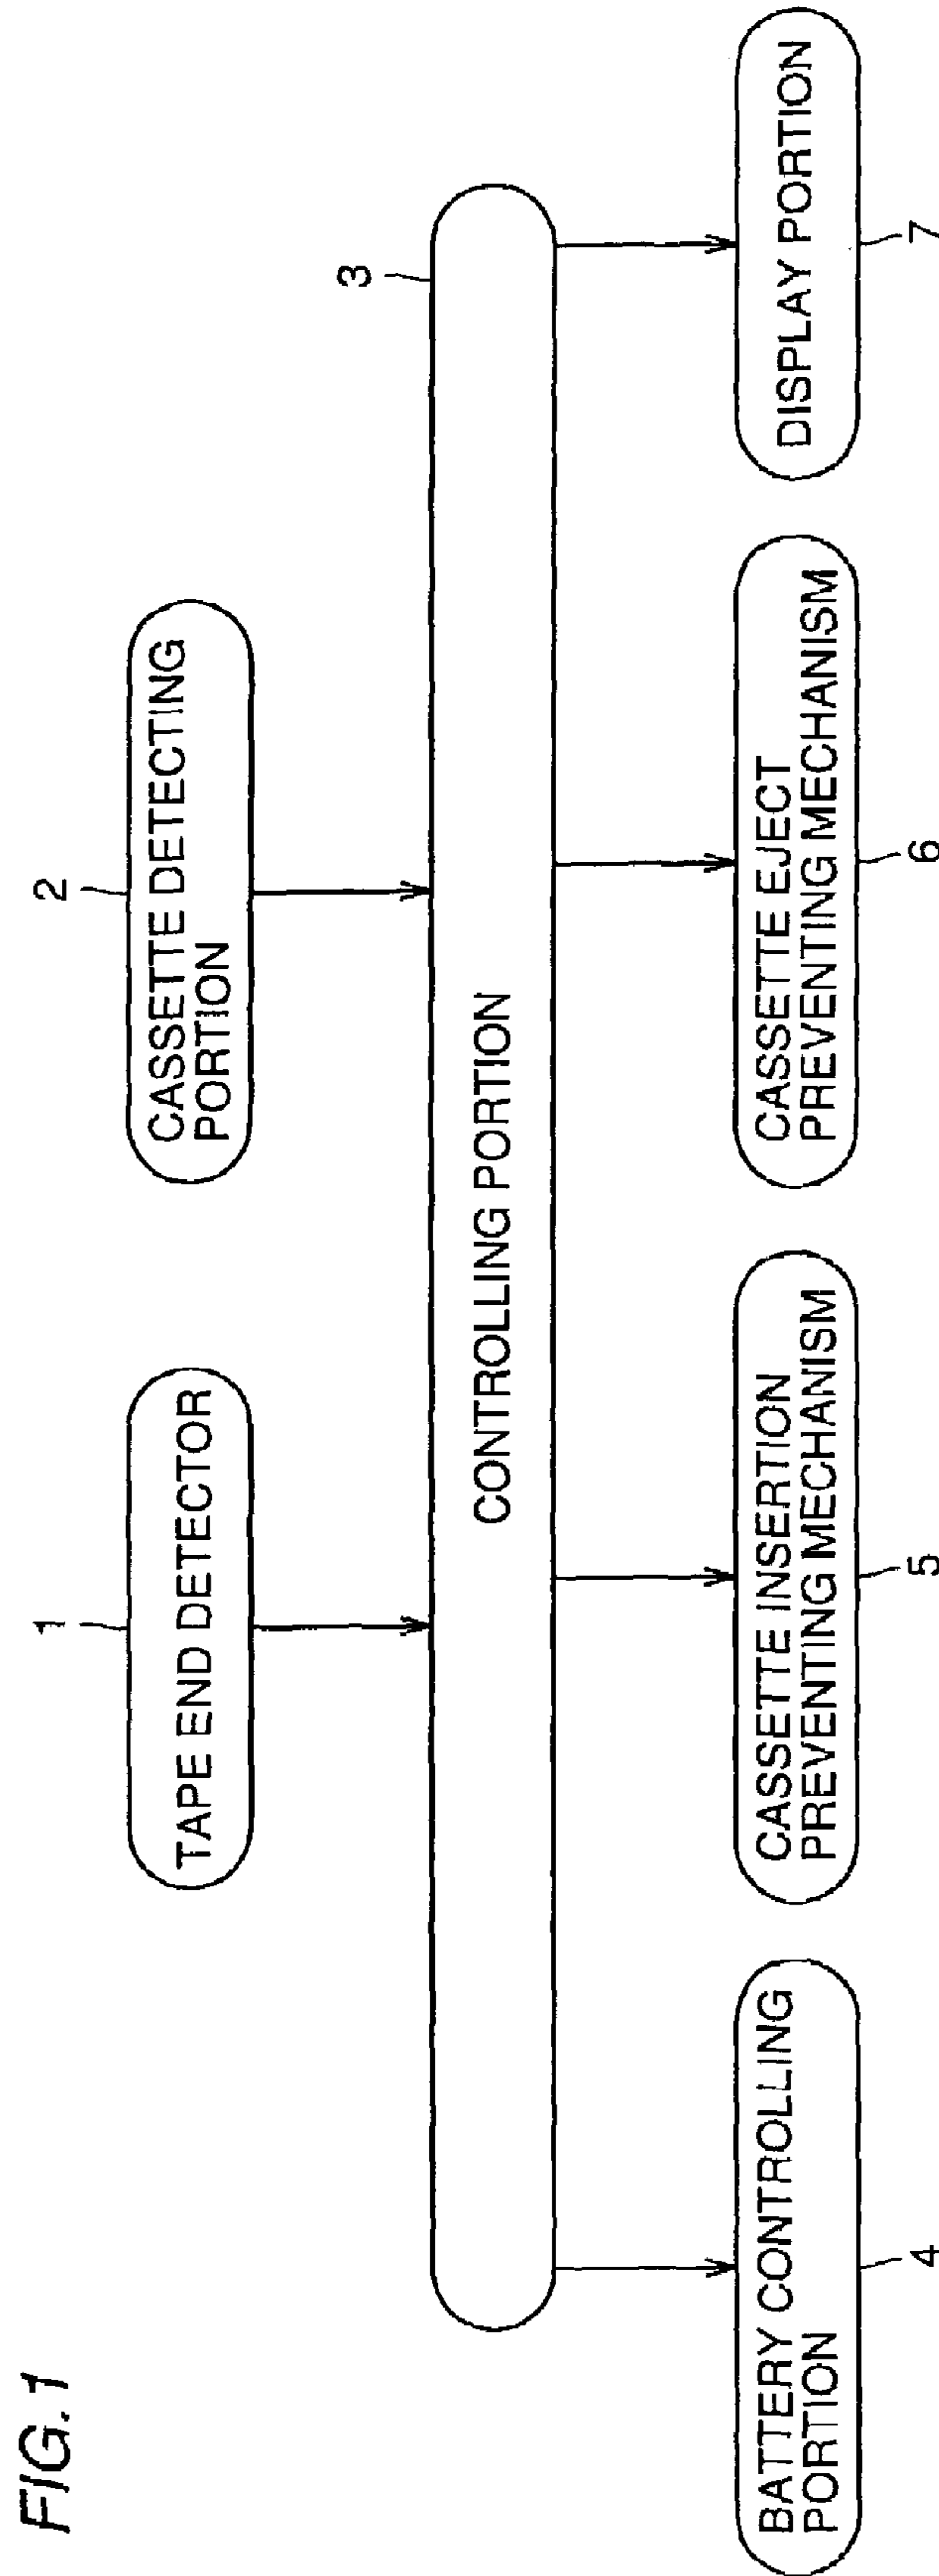 FIG.1
1
TAPE END DETECTOR
2
CASSETTE DETECTING
PORTION
3
CONTROLLING PORTION
BATTERY CONTROLLING
PORTION
4
CASSETTE INSERTION
PREVENTING MECHANISM
5
CASSETTE EJECT
PREVENTING MECHANISM
6
DISPLAY PORTION
7